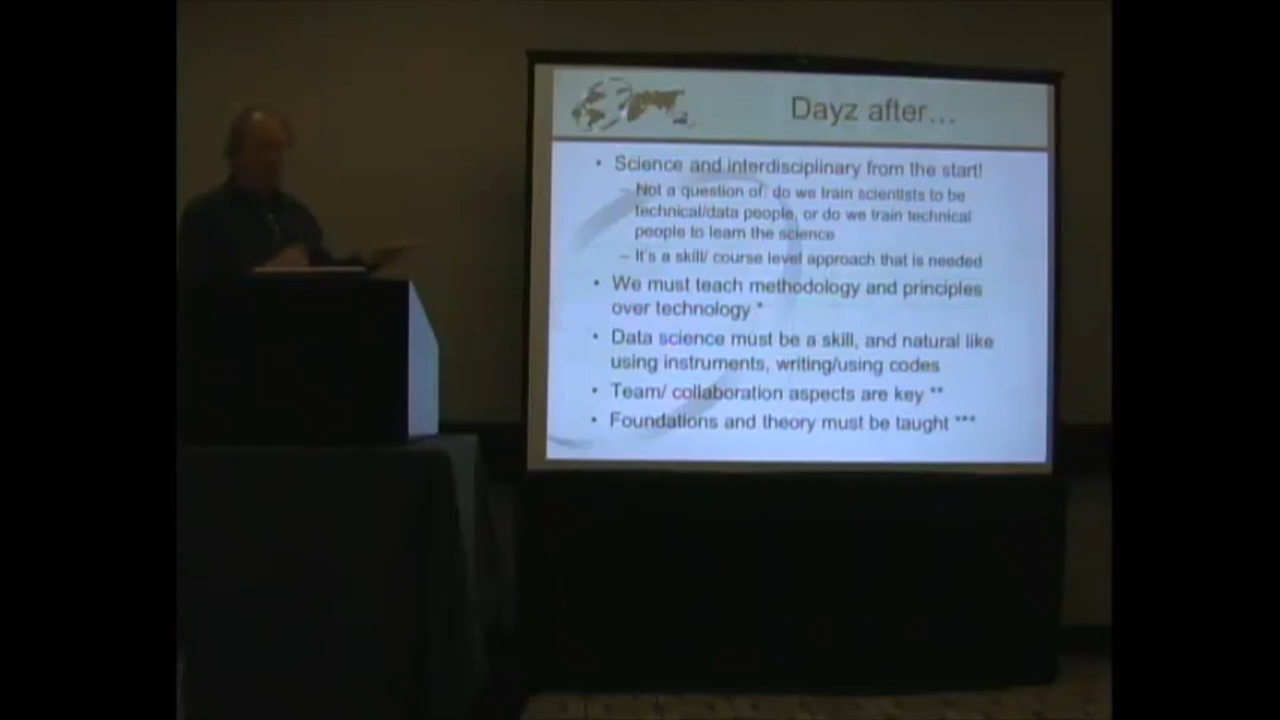 Dayz after...
• Science and interdisciplinary from the start!
– Not a question of: do we train scientists to be
technical/data people, or do we train technical
people to learn the science
– It's a skill/ course level approach that is needed
• We must teach methodology and principles
over technology *
• Data science must be a skill, and natural like
using instruments, writing/using codes
• Team/ collaboration aspects are key **
• Foundations and theory must be taught ***